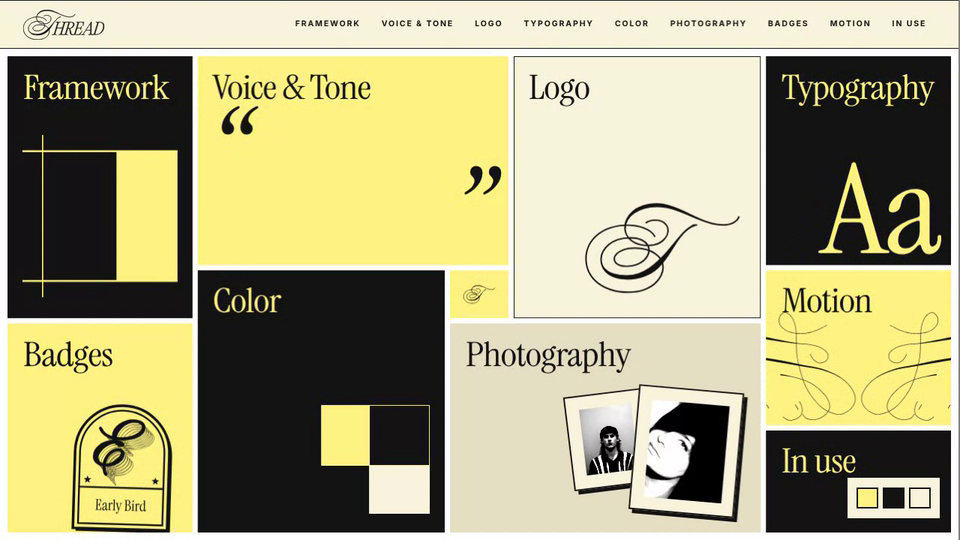 THREAD
FRAMEWORK VOICE & TONE LOGO TYPOGRAPHY COLOR PHOTOGRAPHY BADGES MOTION IN USE
Framework
Voice & Tone
“
”
Logo
T
Typography
Aa
Color
T
Motion
Badges
E
Early Bird
Photography
In use